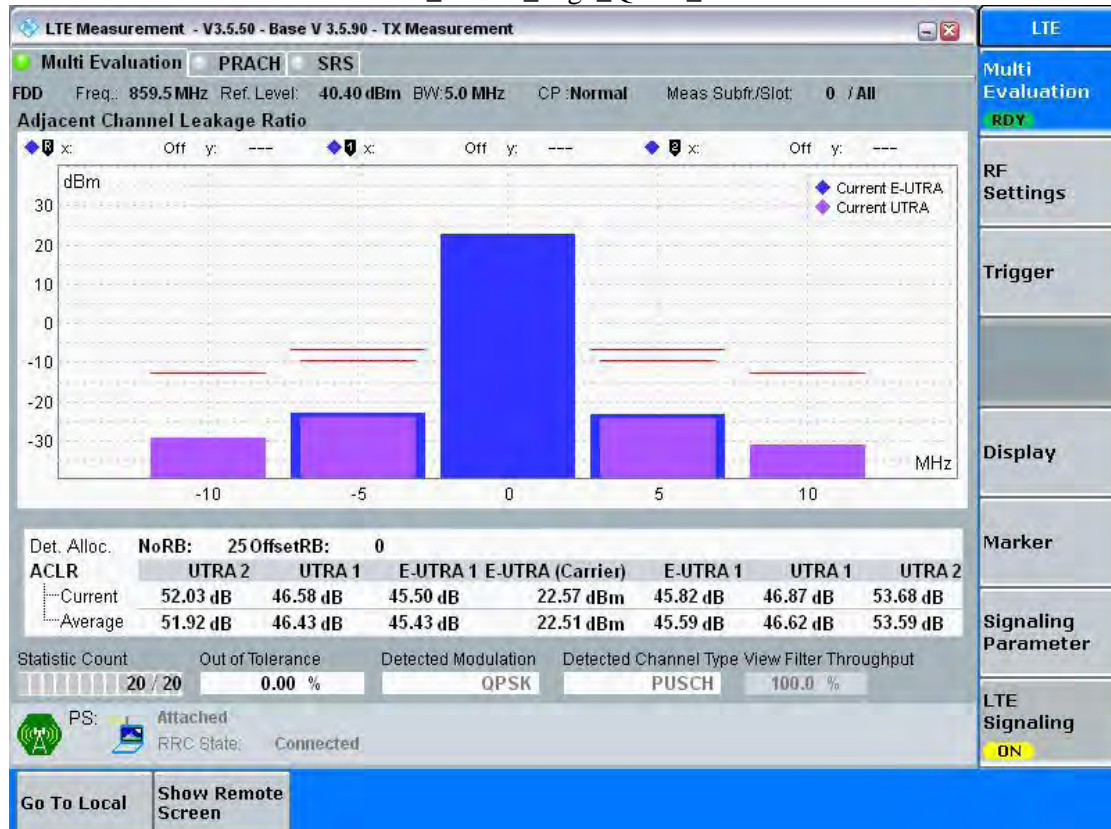 LTE Measurement - V3.5.50 - Base V 3.5.90 - TX Measurement
Multi Evaluation PRACH SRS
FDD Freq.: 859.5 MHz Ref. Level: 40.40 dBm BW: 5.0 MHz CP :Normal Meas Subfr./Slot: 0 / All
Adjacent Channel Leakage Ratio
R x: Off y: --- 1 x: Off y: --- 2 x: Off y: ---
dBm
Current E-UTRA
Current UTRA
30
20
10
0
-10
-20
-30
MHz
-10 -5 0 5 10
Det. Alloc. NoRB: 25 OffsetRB: 0
ACLR UTRA 2 UTRA 1 E-UTRA 1 E-UTRA (Carrier) E-UTRA 1 UTRA 1 UTRA 2
Current 52.03 dB 46.58 dB 45.50 dB 22.57 dBm 45.82 dB 46.87 dB 53.68 dB
Average 51.92 dB 46.43 dB 45.43 dB 22.51 dBm 45.59 dB 46.62 dB 53.59 dB
Statistic Count Out of Tolerance Detected Modulation Detected Channel Type View Filter Throughput
20 / 20 0.00 % QPSK PUSCH 100.0 %
PS: Attached
RRC State: Connected
Go To Local
Show Remote
Screen
LTE
Multi
Evaluation
RDY
RF
Settings
Trigger
Display
Marker
Signaling
Parameter
LTE
Signaling
ON